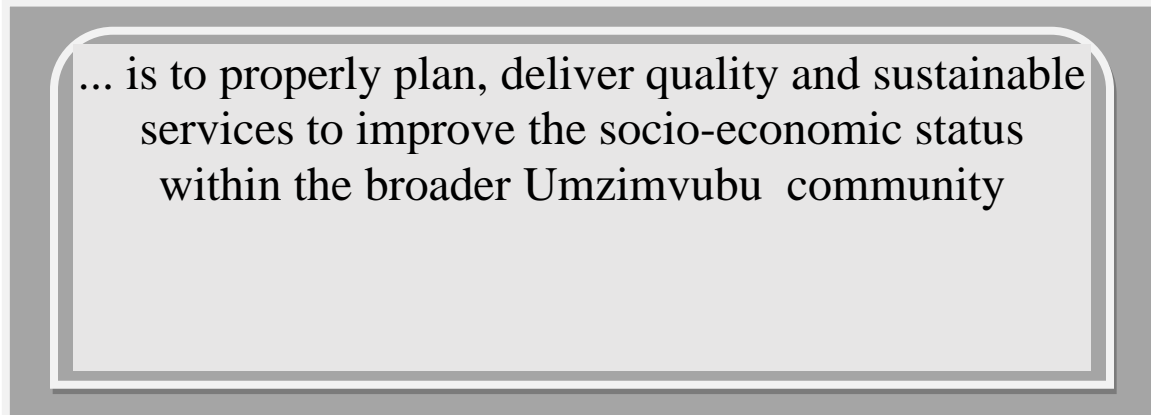 ... is to properly plan, deliver quality and sustainable
services to improve the socio-economic status
within the broader Umzimvubu  community